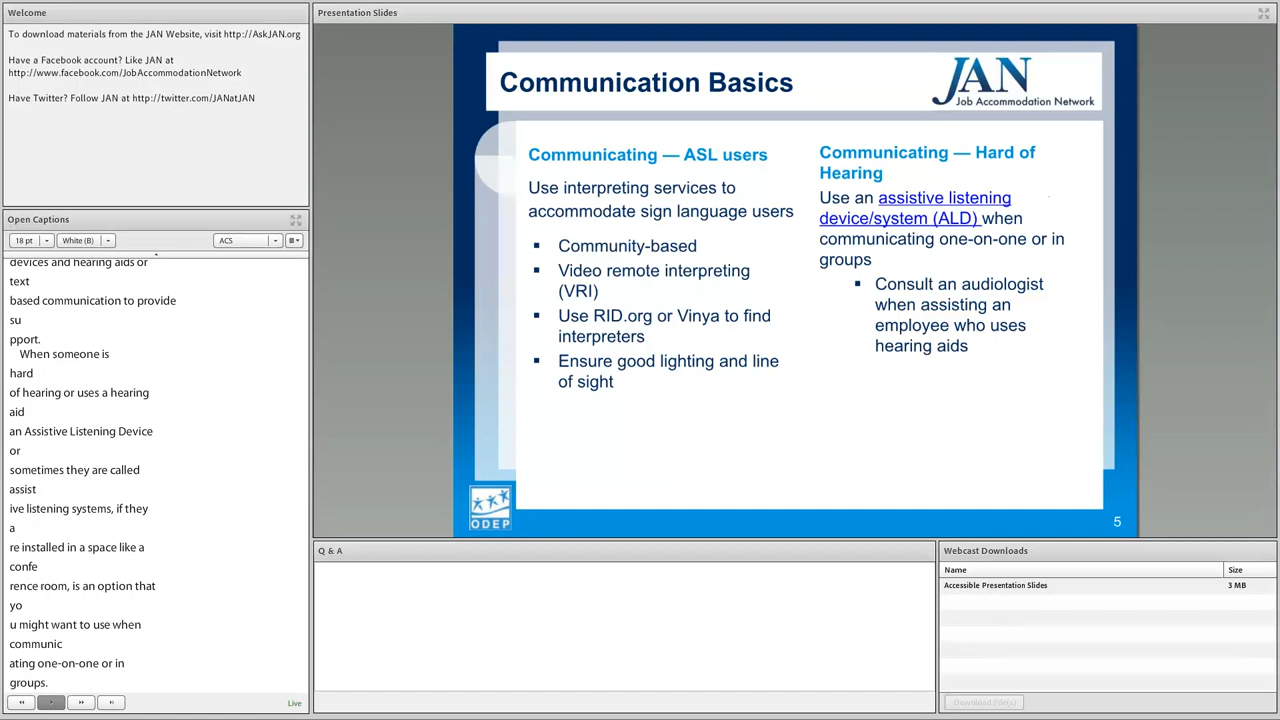 Welcome
To download materials from the JAN Website, visit http://AskJAN.org
Have a Facebook account? Like JAN at
http://www.facebook.com/JobAccommodationNetwork
Have Twitter? Follow JAN at http://twitter.com/JANatJAN
Open Captions
18 pt
White (B)
ACS
devices and hearing aids or
text
based communication to provide
su
pport.
When someone is
hard
of hearing or uses a hearing
aid
an Assistive Listening Device
or
sometimes they are called
assist
ive listening systems, if they
a
re installed in a space like a
confe
rence room, is an option that
yo
u might want to use when
communic
ating one-on-one or in
groups.
Live
Presentation Slides
Communication Basics
JAN
Job Accommodation Network
Communicating — ASL users
Use interpreting services to
accommodate sign language users
Community-based
Video remote interpreting
(VRI)
Use RID.org or Vinya to find
interpreters
Ensure good lighting and line
of sight
Communicating — Hard of
Hearing
Use an assistive listening
device/system (ALD) when
communicating one-on-one or in
groups
Consult an audiologist
when assisting an
employee who uses
hearing aids
ODEP
5
Q & A
Webcast Downloads
Name Size
Accessible Presentation Slides 3 MB
Download File(s)